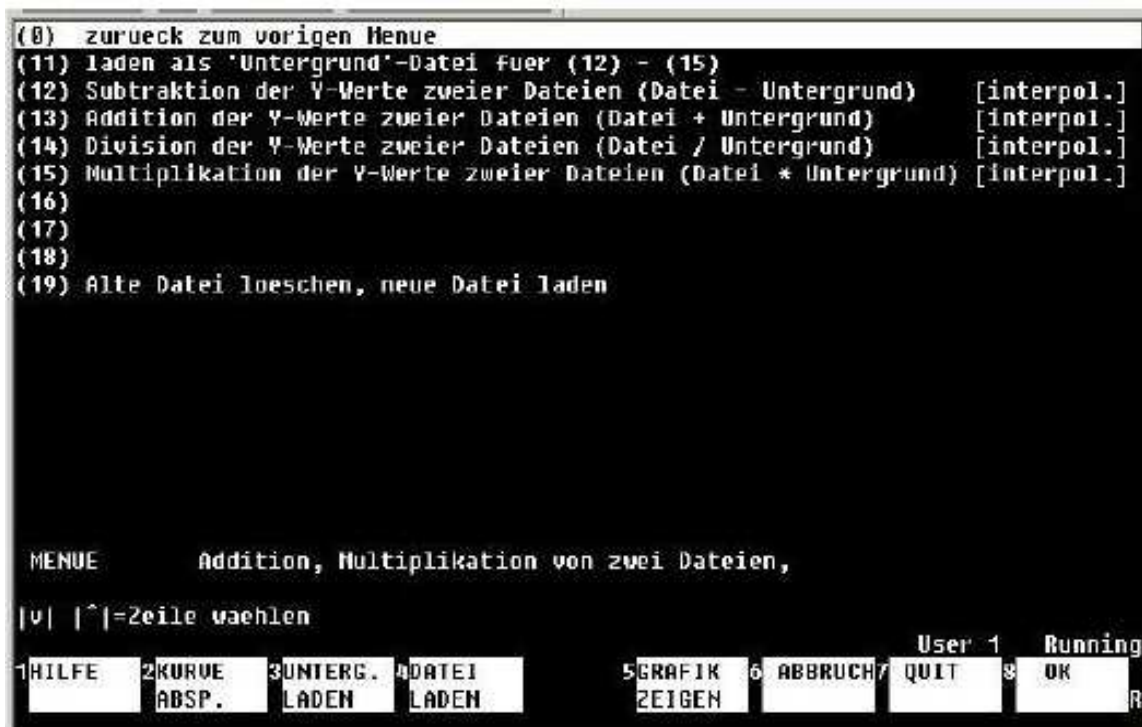 (0) zurueck zum vorigen Menue
(11) laden als 'Untergrund'-Datei fuer (12) - (15)
(12) Subtraktion der Y-Werte zweier Dateien (Datei - Untergrund) [interpol.]
(13) Addition der Y-Werte zweier Dateien (Datei + Untergrund) [interpol.]
(14) Division der Y-Werte zweier Dateien (Datei / Untergrund) [interpol.]
(15) Multiplikation der Y-Werte zweier Dateien (Datei * Untergrund) [interpol.]
(16)
(17)
(18)
(19) Alte Datei loeschen, neue Datei laden
MENUE Addition, Multiplikation von zwei Dateien,
|v| |^|=Zeile waehlen
User 1 Running
1HILFE 2KURVE 3UNTERG. 4DATEI 5GRAFIK 6 ABBRUCH7 QUIT 8 OK
ABSP. LADEN LADEN ZEIGEN R